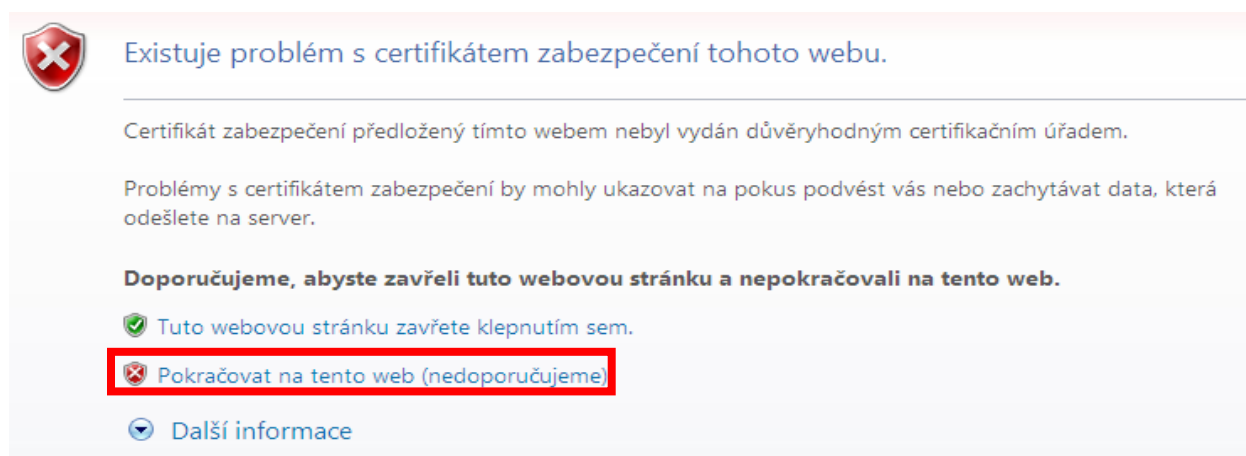 Existuje problém s certifikátem zabezpečení tohoto webu.
Certifikát zabezpečení předložený tímto webem nebyl vydán důvěryhodným certifikačním úřadem.
Problémy s certifikátem zabezpečení by mohly ukazovat na pokus podvést vás nebo zachytávat data, která
odešlete na server.
Doporučujeme, abyste zavřeli tuto webovou stránku a nepokračovali na tento web.
Tuto webovou stránku zavřete klepnutím sem.
Pokračovat na tento web (nedoporučujeme)
Další informace